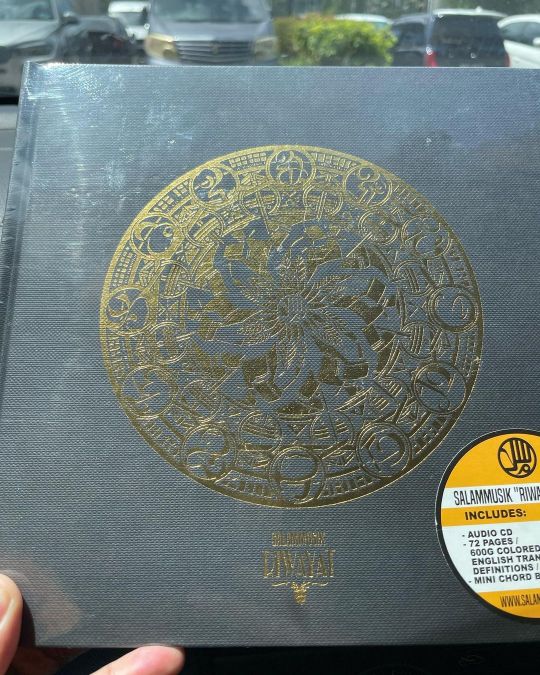 SALAMMUSIK
RIWAYAT
SALAMMUSIK "RIWA
INCLUDES:
- AUDIO CD
- 72 PAGES /
600G COLORED
ENGLISH TRAN
DEFINITIONS /
- MINI CHORD B
WWW.SALAM